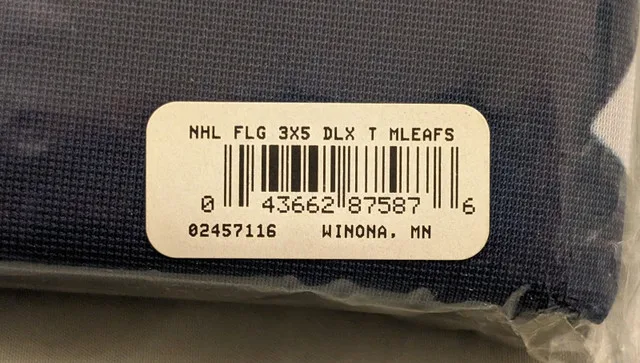 NHL FLG 3X5 DLX T MLEAFS
0 43662 87587 6
02457116 WINONA, MN